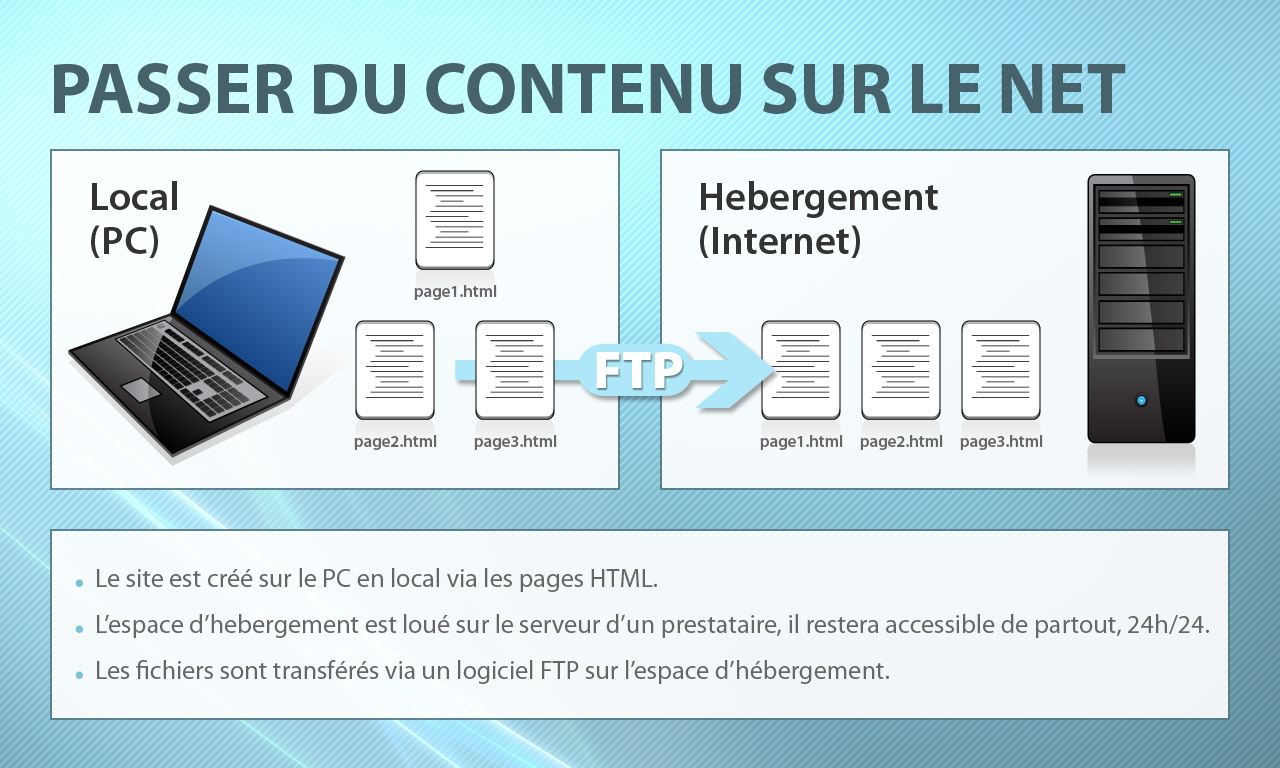 PASSER DU CONTENU SUR LE NET
Local
(PC)
page1.html
page2.html
page3.html
FTP
Hebergement
(Internet)
page1.html
page2.html
page3.html
• Le site est créé sur le PC en local via les pages HTML.
• L’espace d’hebergement est loué sur le serveur d’un prestataire, il restera accessible de partout, 24h/24.
• Les fichiers sont transférés via un logiciel FTP sur l’espace d’hébergement.